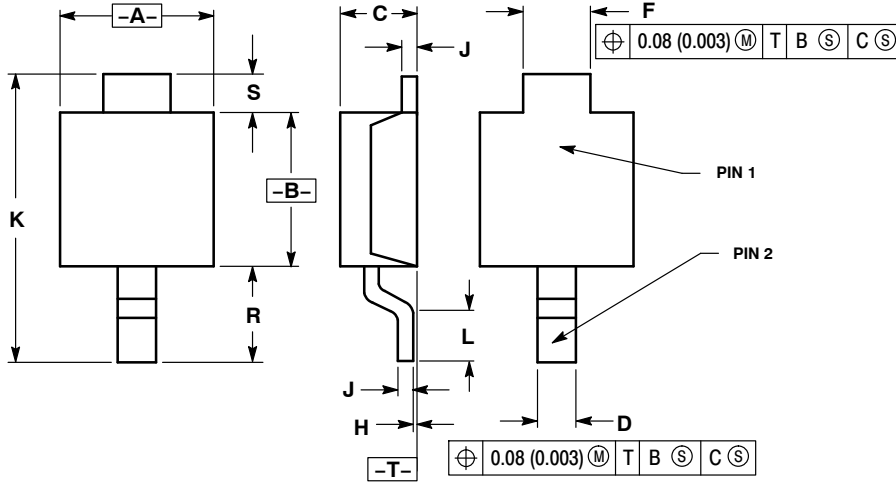 –A–
C
F
⌖ 0.08 (0.003) Ⓜ T B Ⓢ C Ⓢ
J
S
K
–B–
PIN 1
PIN 2
R
L
J
H
D
–T–
⌖ 0.08 (0.003) Ⓜ T B Ⓢ C Ⓢ